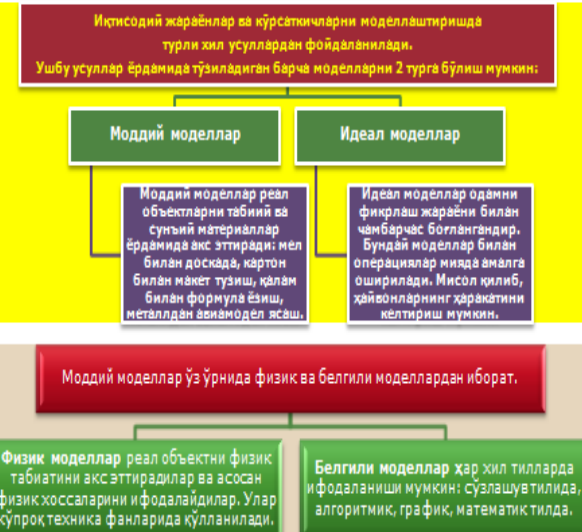 Иқтисодий жараёнлар ва кўрсаткичларни моделлаштиришда
турли хил усуллардан фойдаланилади.
Ушбу усуллар ёрдамида тўзиладиган барча моделларни 2 турга бўлиш мумкин:
Моддий моделлар
Идеал моделлар
Моддий моделлар реал
объектларни табиий ва
сунъий материаллар
ёрдамида акс эттиради: мел
билан доскада, картон
билан макет тузиш, қалам
билан формула ёзиш,
металлдан авиамодел ясаш.
Идеал моделлар одамни
фикрлаш жараёни билан
чамбарчас боғлангандир.
Бундай моделлар билан
операциялар мияда амалга
оширилади. Мисол қилиб,
ҳайвонларнинг ҳаракатини
келтириш мумкин.
Моддий моделлар ўз ўрнида физик ва белгили моделлардан иборат.
Физик моделлар реал объектни физик
табиатини акс эттирадилар ва асосан
физик хоссаларини ифодалайдилар. Улар
кўпроқ техника фанларида қўлланилади.
Белгили моделлар ҳар хил тилларда
ифодаланиши мумкин: сўзлашув тилида,
алгоритмик, график, математик тилда.